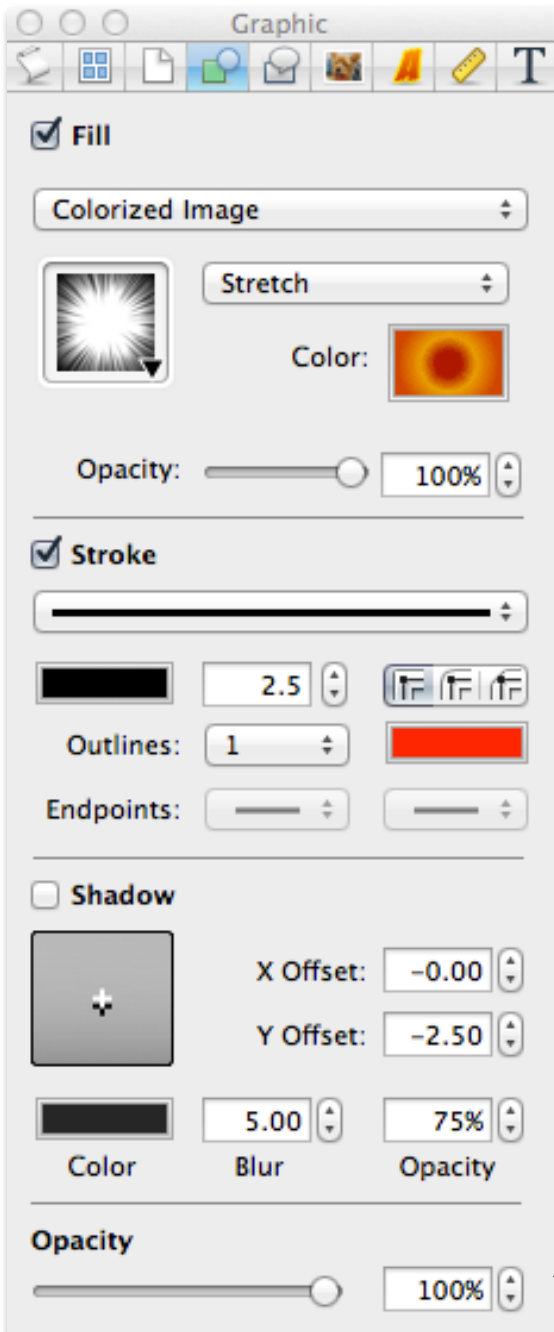 Graphic
T
Fill
Colorized Image
Stretch
Color:
Opacity: 100%
Stroke
2.5
Outlines: 1
Endpoints:
Shadow
X Offset: -0.00
Y Offset: -2.50
5.00 75%
Color Blur Opacity
Opacity
100%